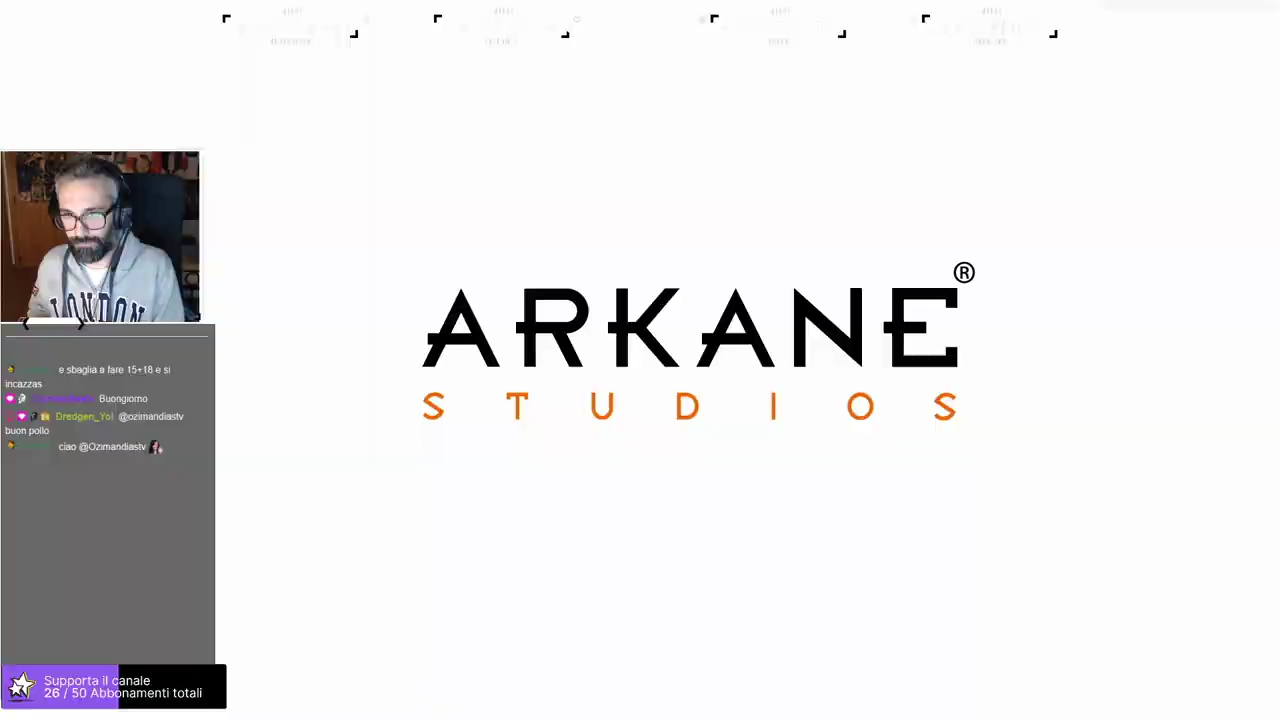 ARKANE®
STUDIOS
LONDON
e sbaglia a fare 15+18 e si
incazzas
Buongiorno
Dredgen_Yol @ozimandiastv
buon pollo
ciao @Ozimandiastv
Supporta il canale
26 / 50 Abbonamenti totali